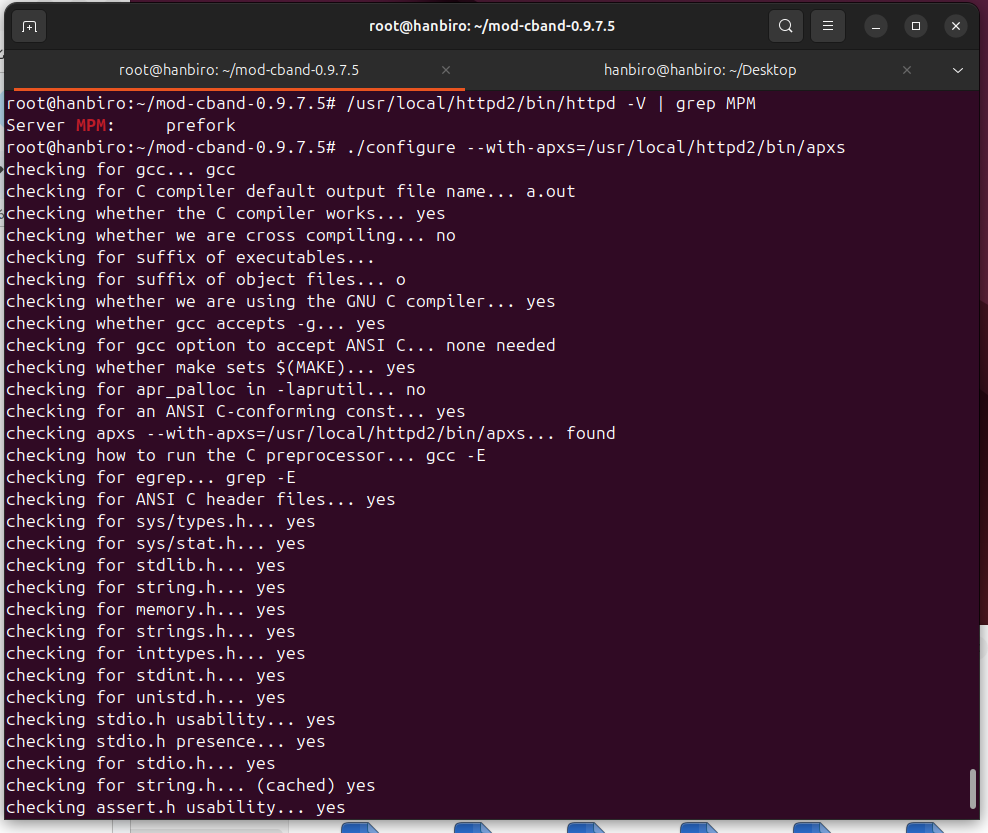 root@hanbiro: ~/mod-cband-0.9.7.5
root@hanbiro: ~/mod-cband-0.9.7.5
hanbiro@hanbiro: ~/Desktop
root@hanbiro:~/mod-cband-0.9.7.5# /usr/local/httpd2/bin/httpd -V | grep MPM
Server MPM:     prefork
root@hanbiro:~/mod-cband-0.9.7.5# ./configure --with-apxs=/usr/local/httpd2/bin/apxs
checking for gcc... gcc
checking for C compiler default output file name... a.out
checking whether the C compiler works... yes
checking whether we are cross compiling... no
checking for suffix of executables...
checking for suffix of object files... o
checking whether we are using the GNU C compiler... yes
checking whether gcc accepts -g... yes
checking for gcc option to accept ANSI C... none needed
checking whether make sets $(MAKE)... yes
checking for apr_palloc in -laprutil... no
checking for an ANSI C-conforming const... yes
checking apxs --with-apxs=/usr/local/httpd2/bin/apxs... found
checking how to run the C preprocessor... gcc -E
checking for egrep... grep -E
checking for ANSI C header files... yes
checking for sys/types.h... yes
checking for sys/stat.h... yes
checking for stdlib.h... yes
checking for string.h... yes
checking for memory.h... yes
checking for strings.h... yes
checking for inttypes.h... yes
checking for stdint.h... yes
checking for unistd.h... yes
checking stdio.h usability... yes
checking stdio.h presence... yes
checking for stdio.h... yes
checking for string.h... (cached) yes
checking assert.h usability... yes